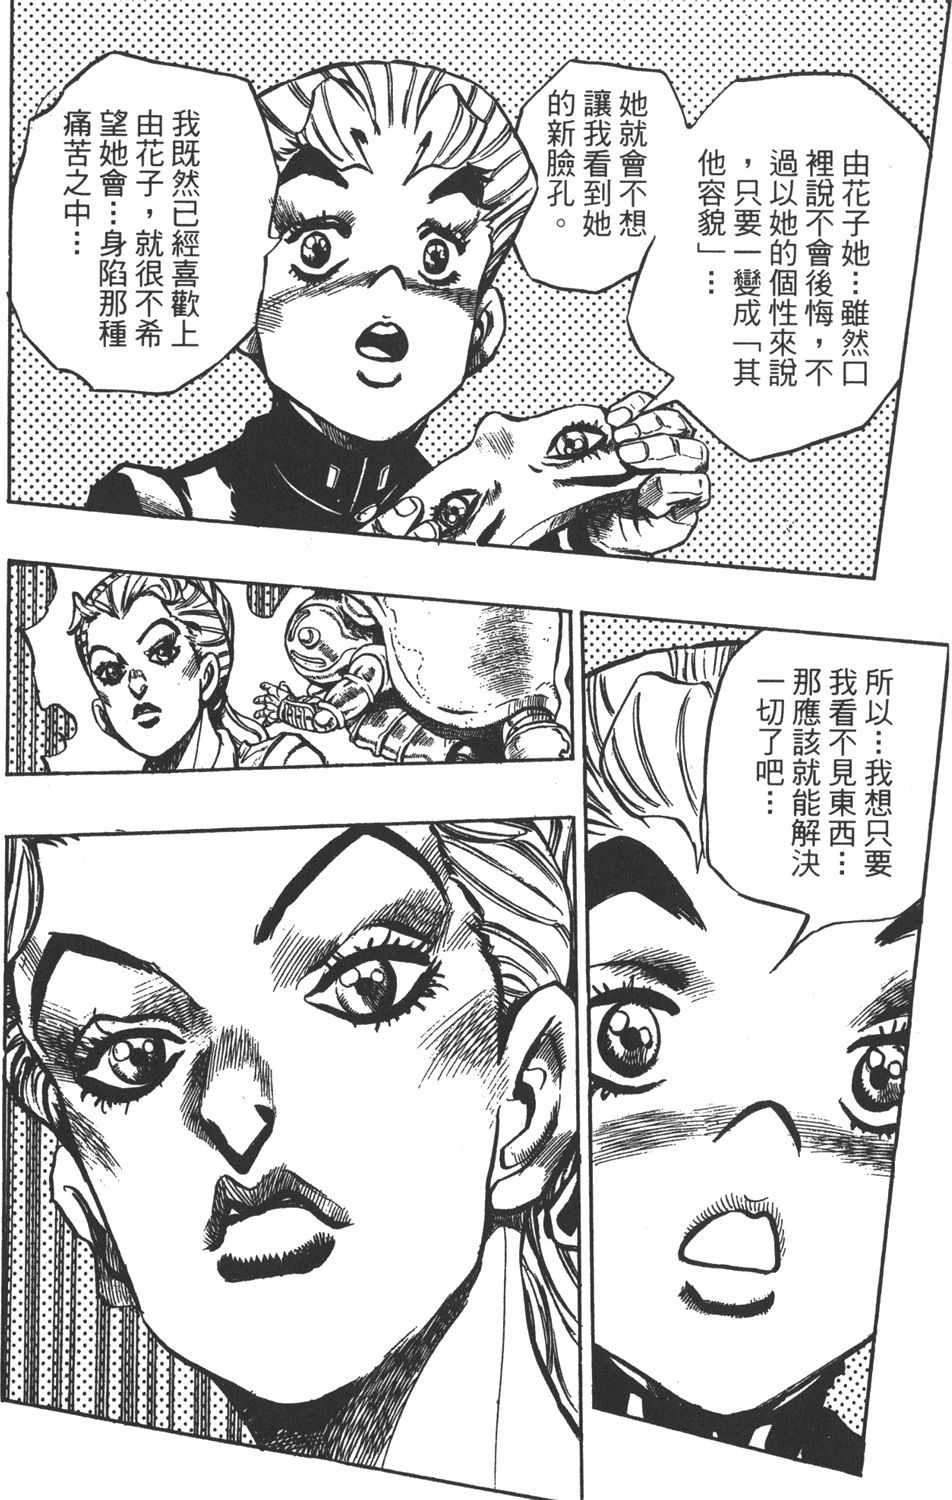 由花子她…雖然口
裡說不會後悔，不
過以她的個性來說
，只要一變成「其
他容貌」…
她就會不想
讓我看到她
的新臉孔。
我既然已經喜歡上
由花子，就很不希
望她會…身陷那種
痛苦之中…
所以…我想只要
我看不見東西…
那應該就能解決
一切了吧…